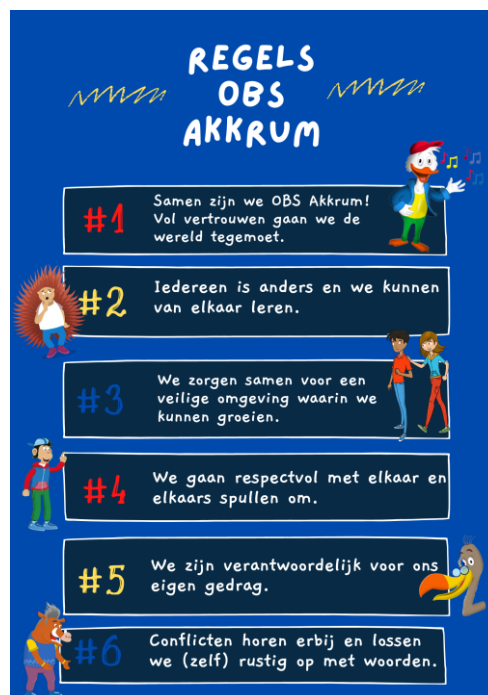 REGELS
OBS
AKKRUM
#1
Samen zijn we OBS Akkrum!
Vol vertrouwen gaan we de
wereld tegemoet.
#2
Iedereen is anders en we kunnen
van elkaar leren.
#3
We zorgen samen voor een
veilige omgeving waarin we
kunnen groeien.
#4
We gaan respectvol met elkaar en
elkaars spullen om.
#5
We zijn verantwoordelijk voor ons
eigen gedrag.
#6
Conflicten horen erbij en lossen
we (zelf) rustig op met woorden.